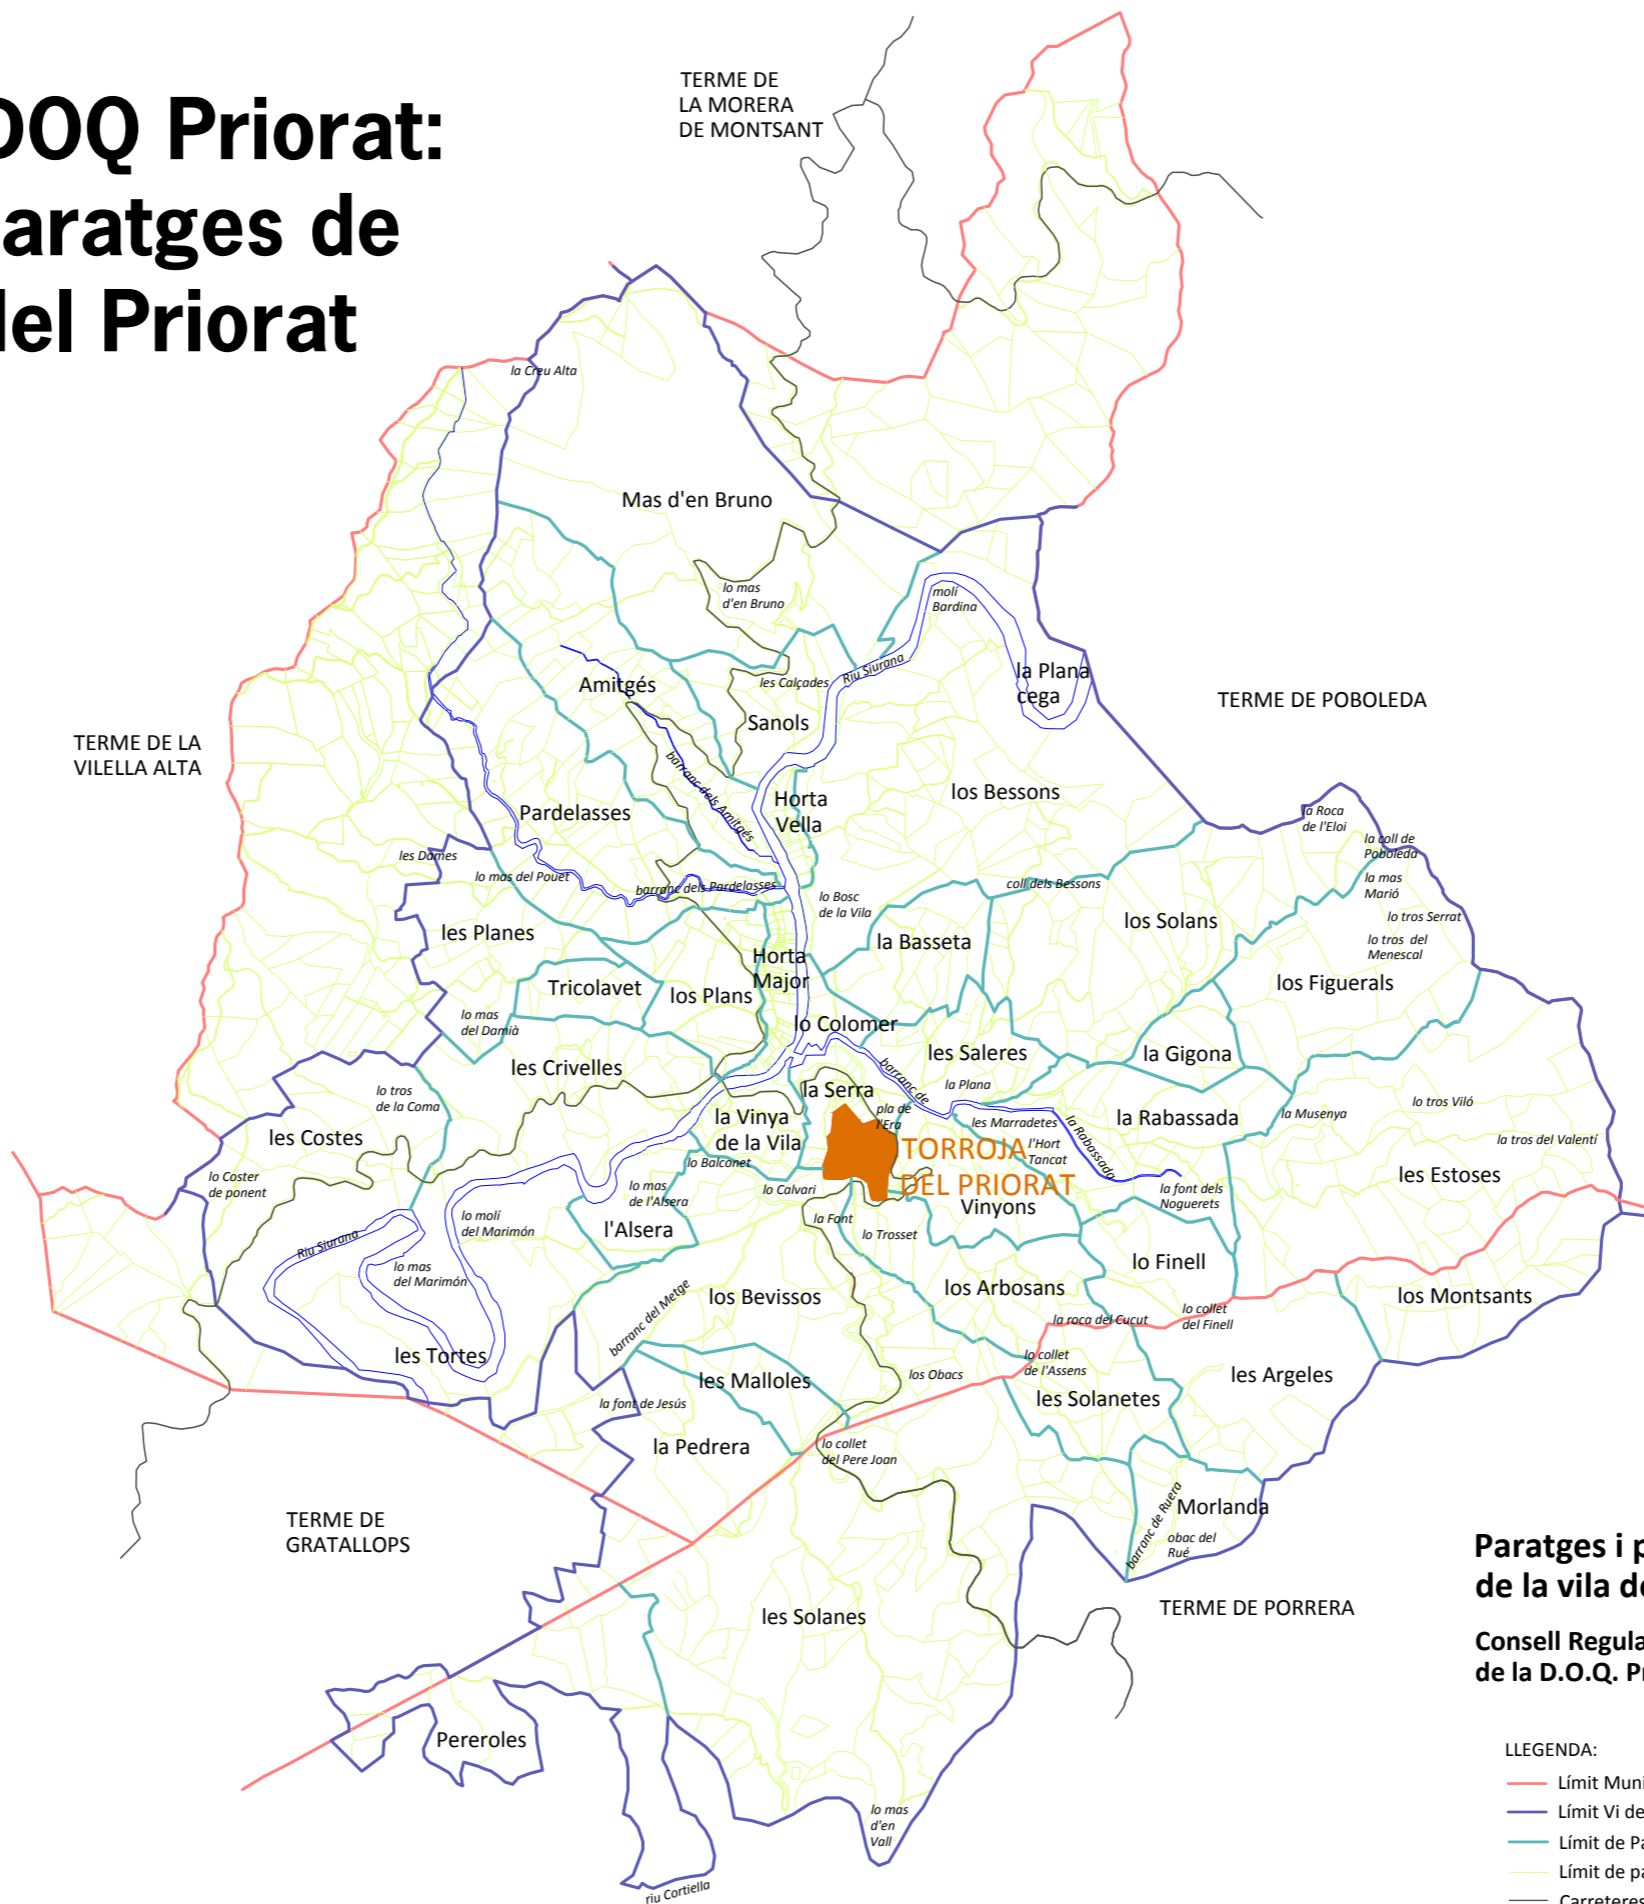 DOQ Priorat:
aratges de
del Priorat
TERME DE
LA MORERA
DE MONTSANT
la Creu Alta
Mas d'en Bruno
lo mas
d'en Bruno
molí
Bardina
Riu Siurana
la Plana
cega
TERME DE POBOLEDA
Amitgés
les Calçades
Sanols
TERME DE LA
VILELLA ALTA
barranc dels Amitgés
Horta
Vella
los Bessons
Pardelasses
la Roca
de l'Eloi
la coll de
Poboleda
les Dames
lo mas del Pouet
barranc dels Pardelasses
lo Bosc
de la Vila
coll dels Bessons
la mas
Marió
lo tros Serrat
lo tros del
Menescal
los Solans
les Planes
la Basseta
Horta
Major
los Figuerals
Tricolavet
los Plans
lo mas
del Damià
lo Colomer
les Saleres
la Gigona
les Crivelles
barranc de
la Plana
lo tros
de la Coma
la Serra
pla de
l'Era
les Marradetes
la Rabassada
la Rabassada
la Musenya
lo tros Viló
la tros del Valentí
les Costes
la Vinya
de la Vila
TORROJA
DEL PRIORAT
l'Hort
Tancat
lo Balconet
lo Coster
de ponent
lo mas
de l'Alsera
lo Calvari
la font dels
Noguerets
les Estoses
Vinyons
lo molí
del Marimón
l'Alsera
la Font
lo Trosset
Riu Siurana
lo mas
del Marimón
lo Finell
los Arbosans
barranc del Metge
los Bevissos
los Montsants
la roca del Cucut
lo collet
del Finell
les Tortes
lo collet
de l'Assens
les Malloles
los Obacs
les Argeles
les Solanetes
la font de Jesús
la Pedrera
lo collet
del Pere Joan
TERME DE
GRATALLOPS
barranc de Ruera
Morlanda
obac del
Rué
les Solanes
TERME DE PORRERA
Pereroles
lo mas
d'en
Vall
riu Cortiella
Paratges i p
de la vila de
Consell Regula
de la D.O.Q. Pr
LLEGENDA:
Límit Muni
Límit Vi de
Límit de Pa
Límit de pa
Carreteres